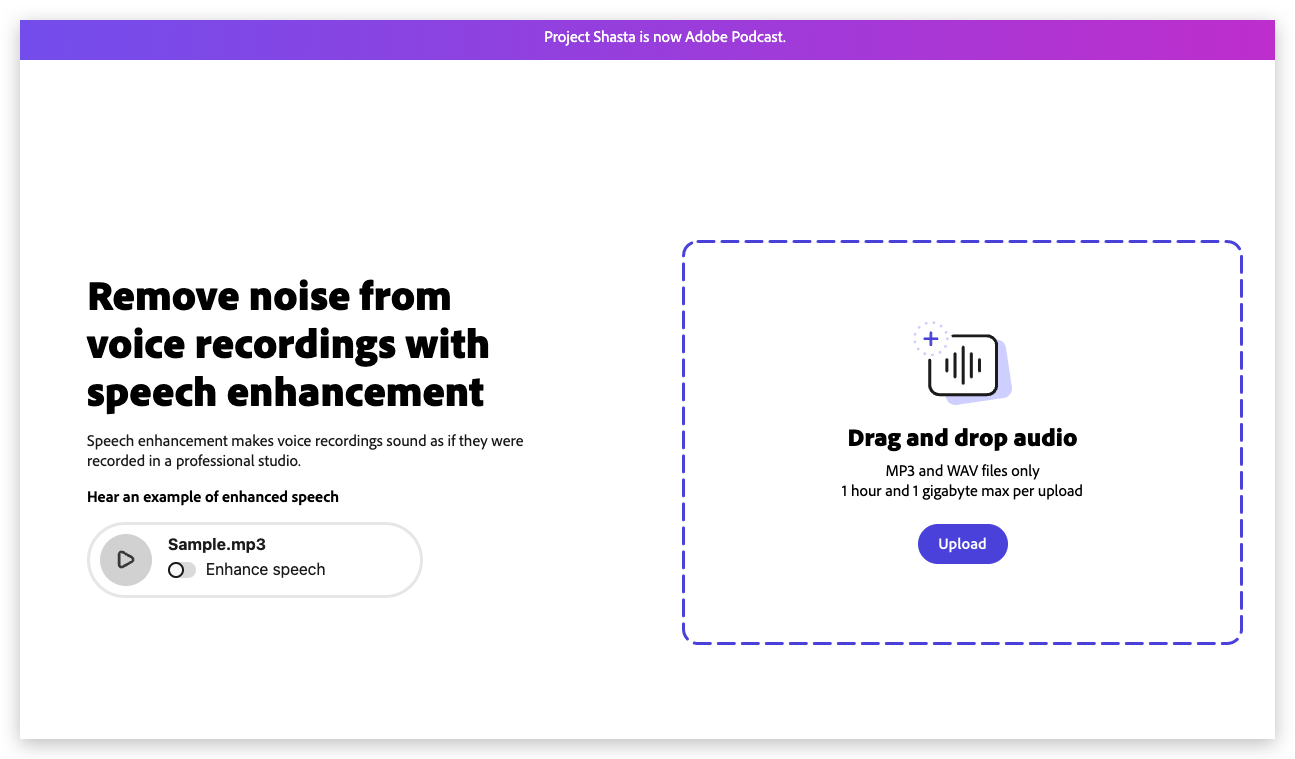 Project Shasta is now Adobe Podcast.
Remove noise from
voice recordings with
speech enhancement
Speech enhancement makes voice recordings sound as if they were
recorded in a professional studio.
Hear an example of enhanced speech
Sample.mp3
Enhance speech
Drag and drop audio
MP3 and WAV files only
1 hour and 1 gigabyte max per upload
Upload